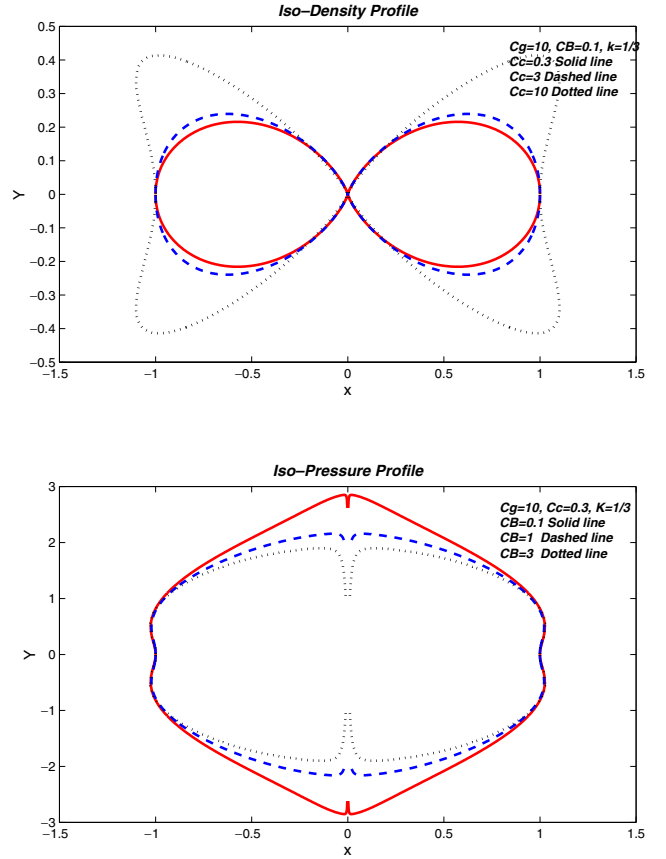 Iso–Density Profile
Cg=10, CB=0.1, k=1/3
Cc=0.3 Solid line
Cc=3 Dashed line
Cc=10 Dotted line
0.5
0.4
0.3
0.2
0.1
0
−0.1
−0.2
−0.3
−0.4
−0.5
Y
−1.5
−1
−0.5
0
0.5
1
1.5
X
Iso–Pressure Profile
Cg=10, Cc=0.3, K=1/3
CB=0.1 Solid line
CB=1 Dashed line
CB=3 Dotted line
3
2
1
0
−1
−2
−3
Y
−1.5
−1
−0.5
0
0.5
1
1.5
X